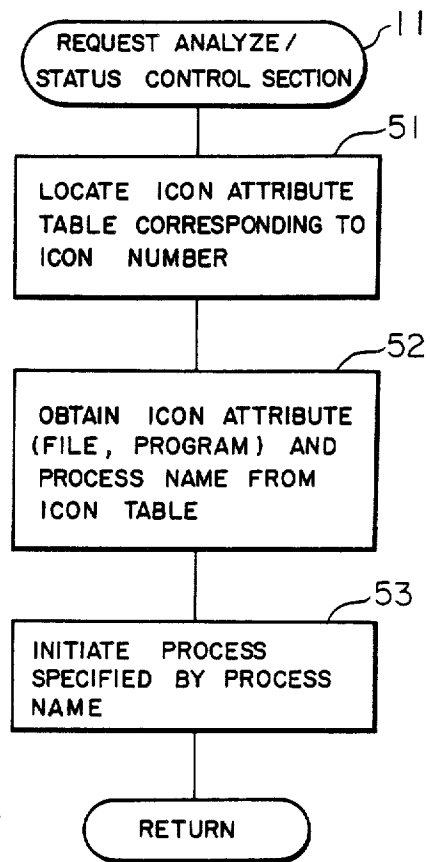 REQUEST ANALYZE/
STATUS CONTROL SECTION
11
51
LOCATE ICON ATTRIBUTE
TABLE CORRESPONDING TO
ICON NUMBER
52
OBTAIN ICON ATTRIBUTE
(FILE, PROGRAM) AND
PROCESS NAME FROM
ICON TABLE
53
INITIATE PROCESS
SPECIFIED BY PROCESS
NAME
RETURN